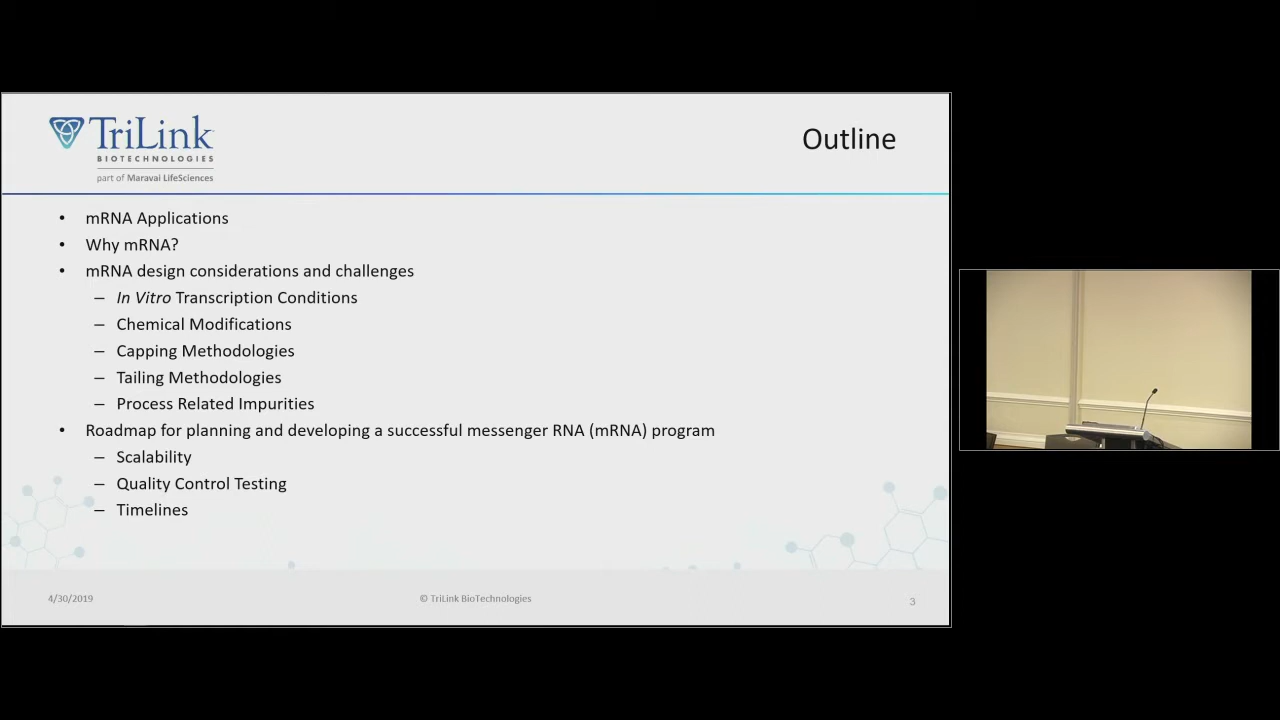 TriLink
BIOTECHNOLOGIES
part of Maravai LifeSciences
Outline
• mRNA Applications
• Why mRNA?
• mRNA design considerations and challenges
– In Vitro Transcription Conditions
– Chemical Modifications
– Capping Methodologies
– Tailing Methodologies
– Process Related Impurities
• Roadmap for planning and developing a successful messenger RNA (mRNA) program
– Scalability
– Quality Control Testing
– Timelines
4/30/2019
© TriLink BioTechnologies
3